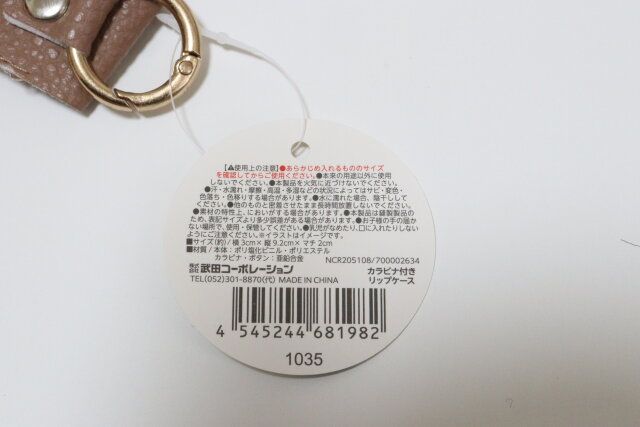 【⚠使用上の注意】●あらかじめ入れるもののサイズ
を確認してからご使用ください。●本来の用途以外に使用
しないでください。●本製品を火気に近づけないでください。
●汗・水濡れ・摩擦・高温・多湿などの状況によってはサビ・変色・
色落ち・色移りする場合があります。●水に濡れた場合、陰干ししして
ください。●他のものと密着させたまま長時間放置しないでください。
●素材の特性上、においがする場合があります。●本製品は縫製製品の
ため、表記サイズより多少誤差がある場合があります。●お子様の手の届か
ない場所で、使用・保管してください。●乳児がなめたり、口に入れたりしない
ようにご注意ください。※イラストはイメージです。
■サイズ(約)/横3cm×縦9.2cm×マチ2cm
■材質/本体:ポリ塩化ビニル・ポリエステル
カラビナ・ボタン:亜鉛合金 NCR205108/700002634
株式会社 武田コーポレーション カラビナ付き
TEL(052)301-8870(代) MADE IN CHINA リップケース
4 545244 681982
1035